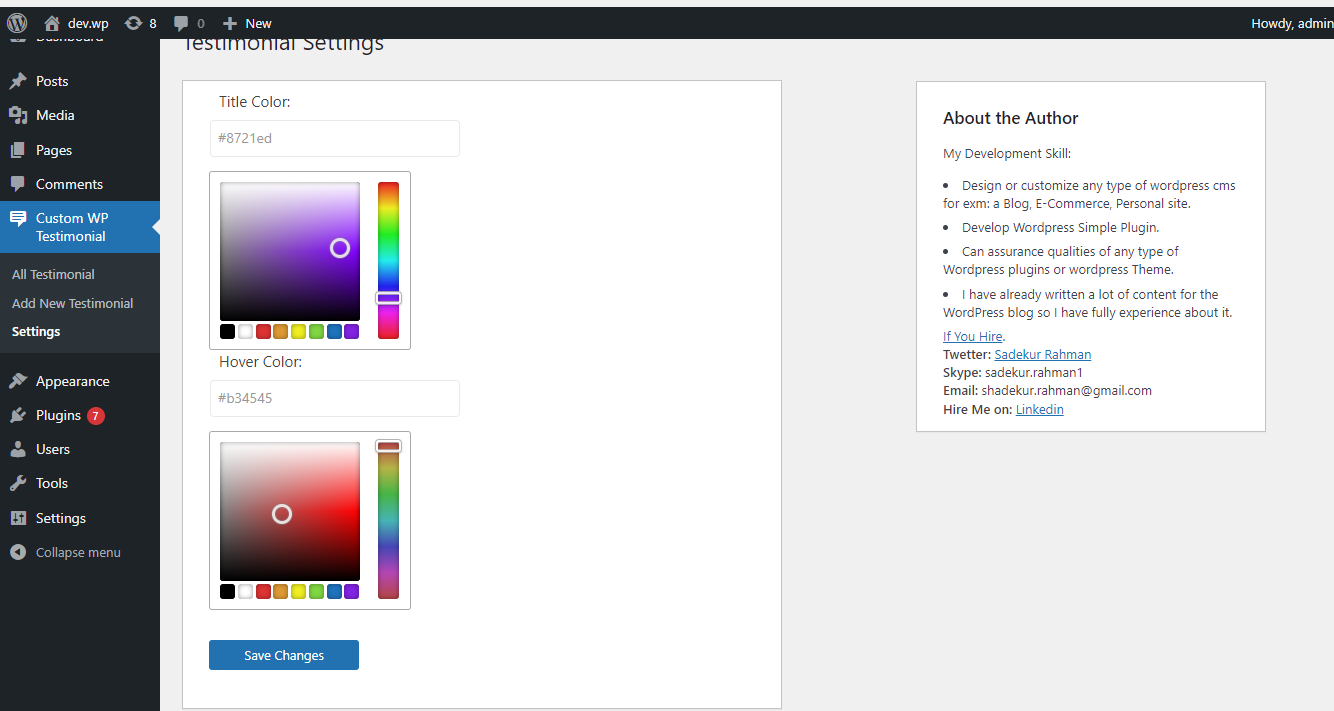 dev.wp 8 0 New
Howdy, admin
Dashboard
Posts
Media
Pages
Comments
Custom WP
Testimonial
All Testimonial
Add New Testimonial
Settings
Appearance
Plugins 7
Users
Tools
Settings
Collapse menu
Testimonial Settings
Title Color:
#8721ed
Hover Color:
#b34545
Save Changes
About the Author
My Development Skill:
• Design or customize any type of wordpress cms
for exm: a Blog, E-Commerce, Personal site.
• Develop Wordpress Simple Plugin.
• Can assurance qualities of any type of
Wordpress plugins or wordpress Theme.
• I have already written a lot of content for the
WordPress blog so I have fully experience about it.
If You Hire.
Twetter: Sadekur Rahman
Skype: sadekur.rahman1
Email: shadekur.rahman@gmail.com
Hire Me on: Linkedin